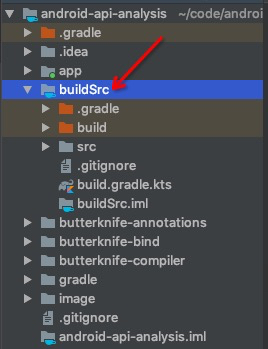 android-api-analysis ~/code/androi
.gradle
.idea
app
buildSrc
.gradle
build
src
.gitignore
build.gradle.kts
buildSrc.iml
butterknife-annotations
butterknife-bind
butterknife-compiler
gradle
image
.gitignore
android-api-analysis.iml